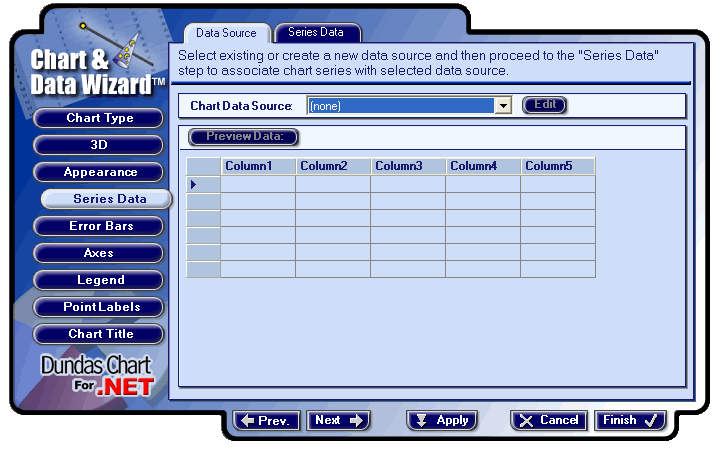 Data Source
Series Data
Chart &
Data Wizard™
Select existing or create a new data source and then proceed to the "Series Data"
step to associate chart series with selected data source.
Chart Data Source:
(none)
Edit
Preview Data:
Column1 Column2 Column3 Column4 Column5
Chart Type
3D
Appearance
Series Data
Error Bars
Axes
Legend
Point Labels
Chart Title
Dundas Chart
For .NET
Prev.
Next
Apply
Cancel
Finish